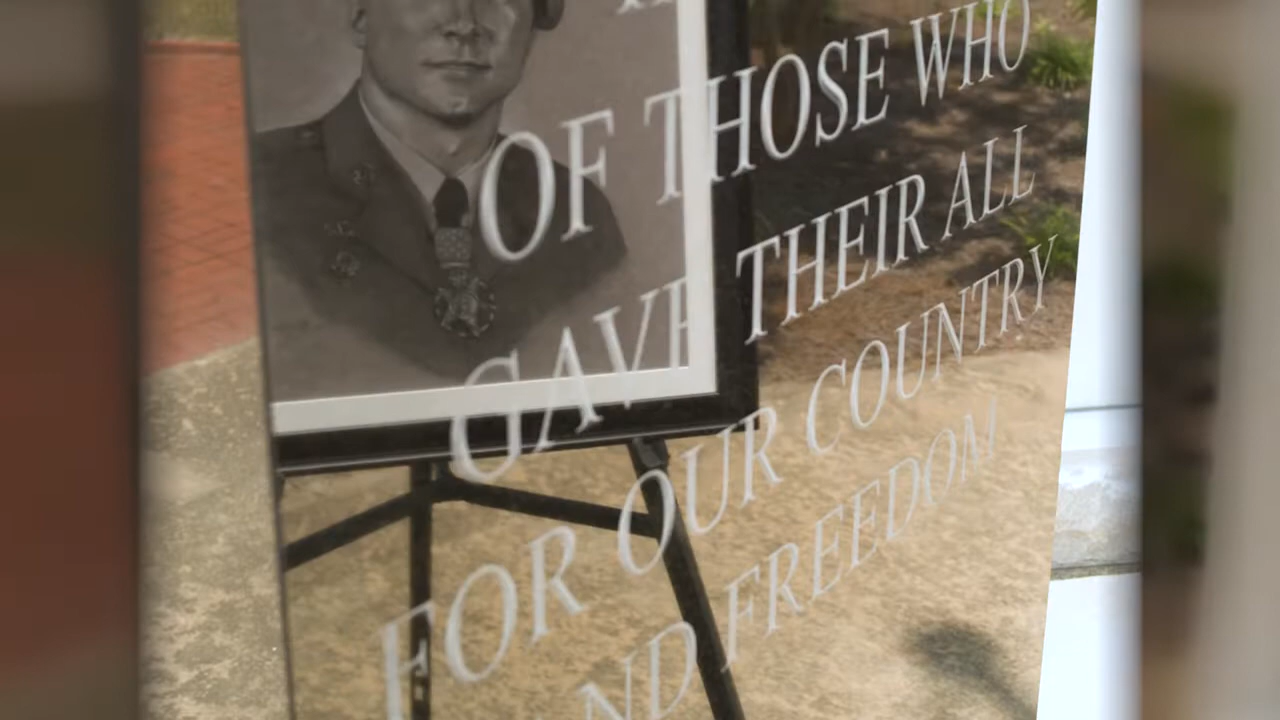 OF THOSE WHO
GAVE THEIR ALL
FOR OUR COUNTRY
AND FREEDOM